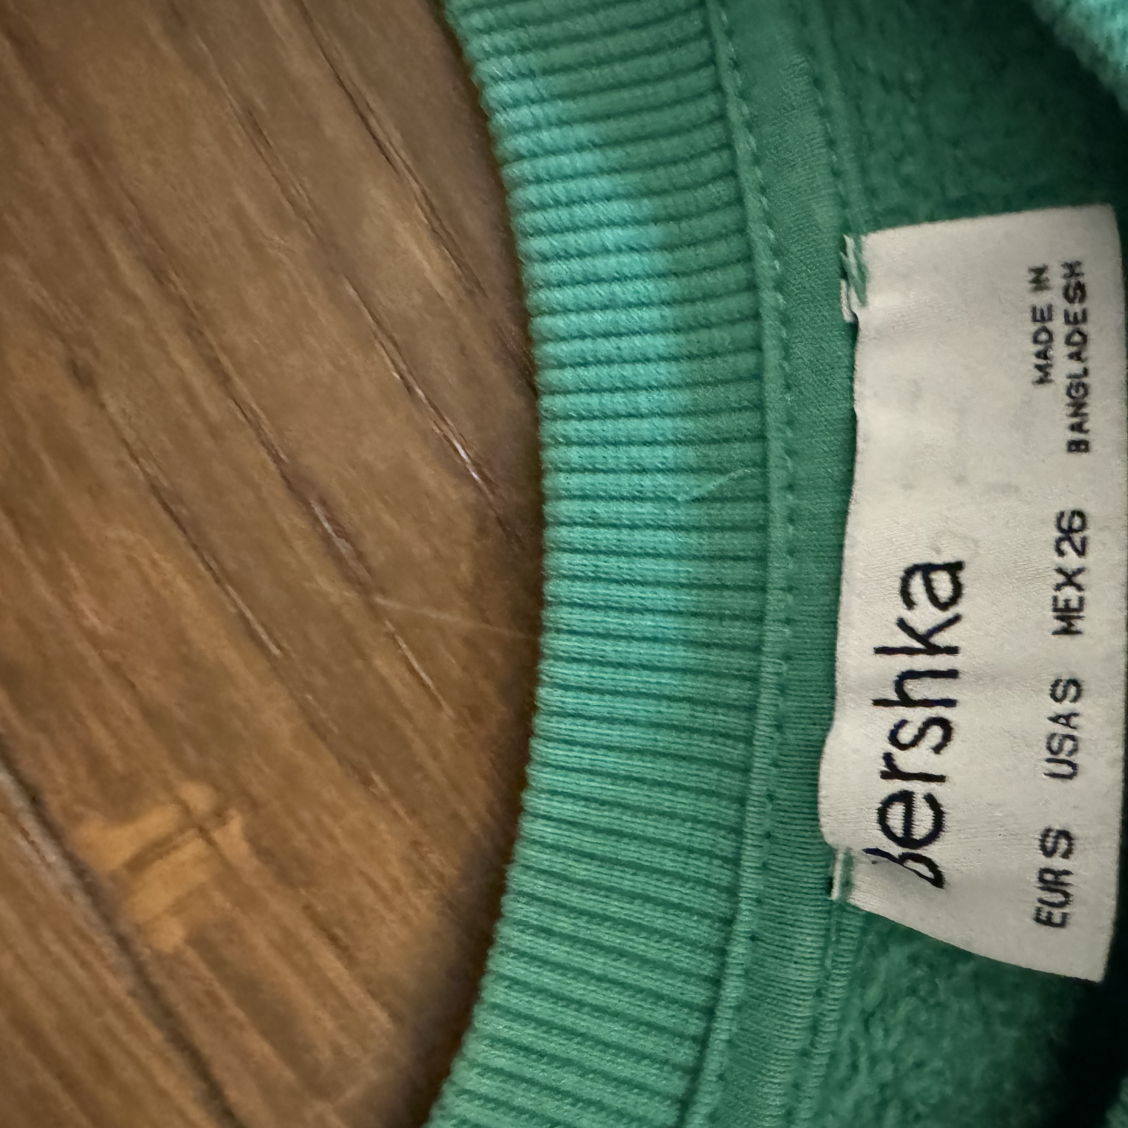 Bershka
EUR S USA S MEX 26
MADE IN
BANGLADESH